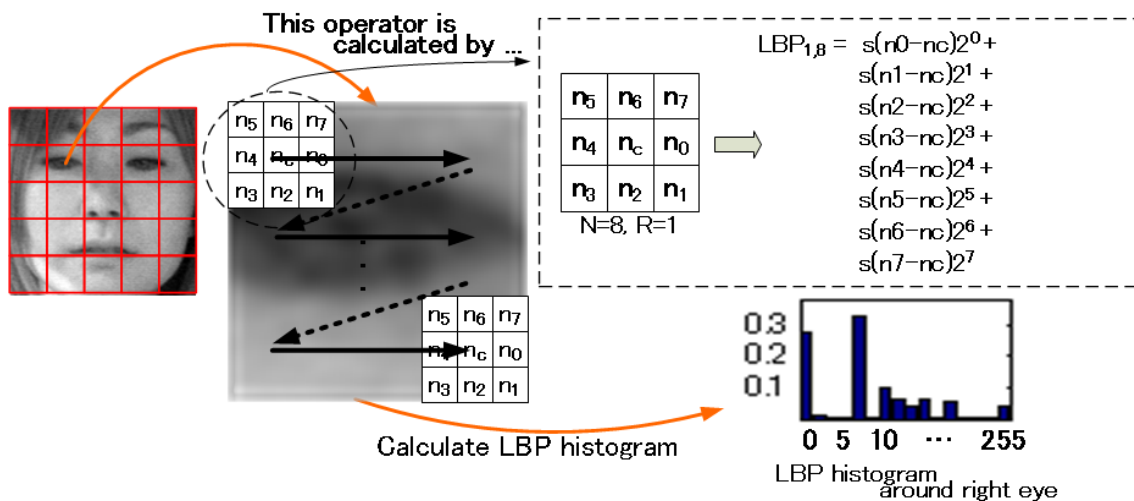 This operator is
calculated by ...
n5 n6 n7
n4 nc n0
n3 n2 n1
n5 n6 n7
n4 nc n0
n3 n2 n1
N=8, R=1
LBP1,8 = s(n0-nc)2^0+
s(n1-nc)2^1+
s(n2-nc)2^2+
s(n3-nc)2^3+
s(n4-nc)2^4+
s(n5-nc)2^5+
s(n6-nc)2^6+
s(n7-nc)2^7
n5 n6 n7
nc n0
n3 n2 n1
Calculate LBP histogram
0.3
0.2
0.1
0 5 10 ... 255
LBP histogram
around right eye